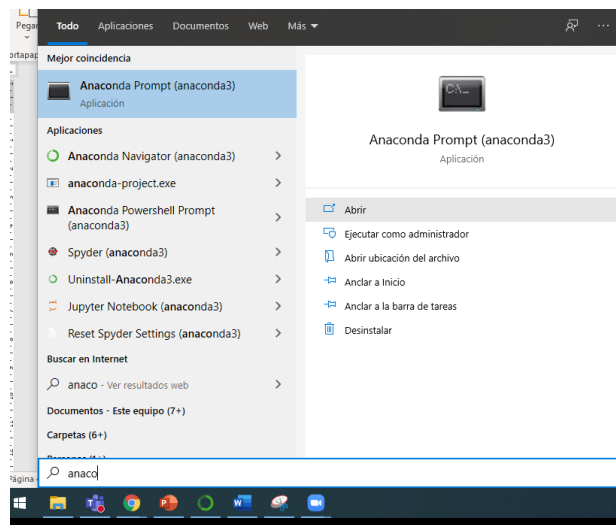 Pegar
Todo Aplicaciones Documentos Web Más
ortapap
Mejor coincidencia
Anaconda Prompt (anaconda3)
Aplicación
Aplicaciones
Anaconda Navigator (anaconda3)
anaconda-project.exe
Anaconda Powershell Prompt
(anaconda3)
Spyder (anaconda3)
Uninstall-Anaconda3.exe
Jupyter Notebook (anaconda3)
Reset Spyder Settings (anaconda3)
Buscar en Internet
anaco - Ver resultados web
Documentos - Este equipo (7+)
Carpetas (6+)
C:\_
Anaconda Prompt (anaconda3)
Aplicación
Abrir
Ejecutar como administrador
Abrir ubicación del archivo
Anclar a Inicio
Anclar a la barra de tareas
Desinstalar
Página
anaco